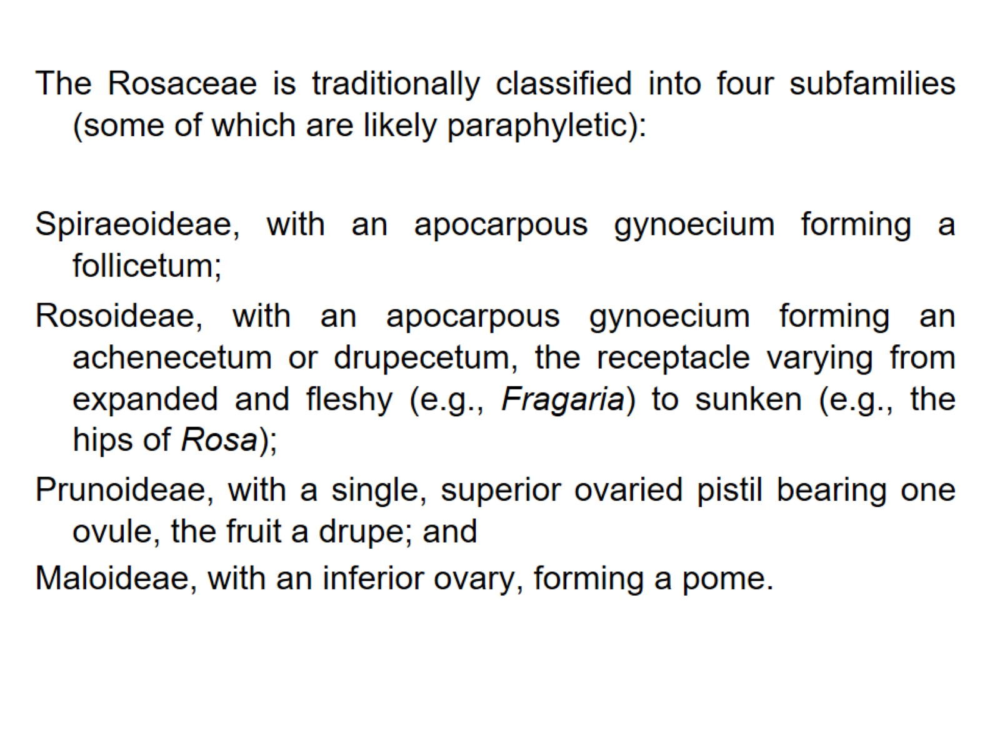 The Rosaceae is traditionally classified into four subfamilies
(some of which are likely paraphyletic):
Spiraeoideae, with an apocarpous gynoecium forming a
follicetum;
Rosoideae, with an apocarpous gynoecium forming an
achenecetum or drupecetum, the receptacle varying from
expanded and fleshy (e.g., Fragaria) to sunken (e.g., the
hips of Rosa);
Prunoideae, with a single, superior ovaried pistil bearing one
ovule, the fruit a drupe; and
Maloideae, with an inferior ovary, forming a pome.